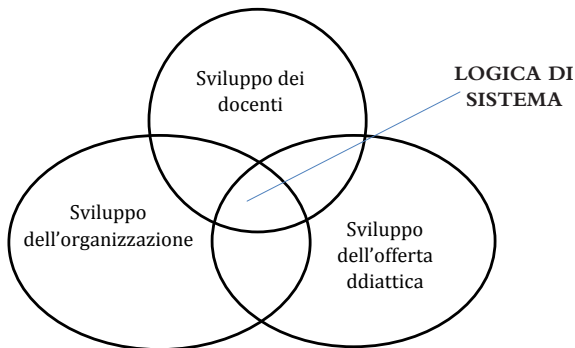 Sviluppo dei
docenti
LOGICA DI
SISTEMA
Sviluppo
dell'organizzazione
Sviluppo
dell'offerta
ddiattica